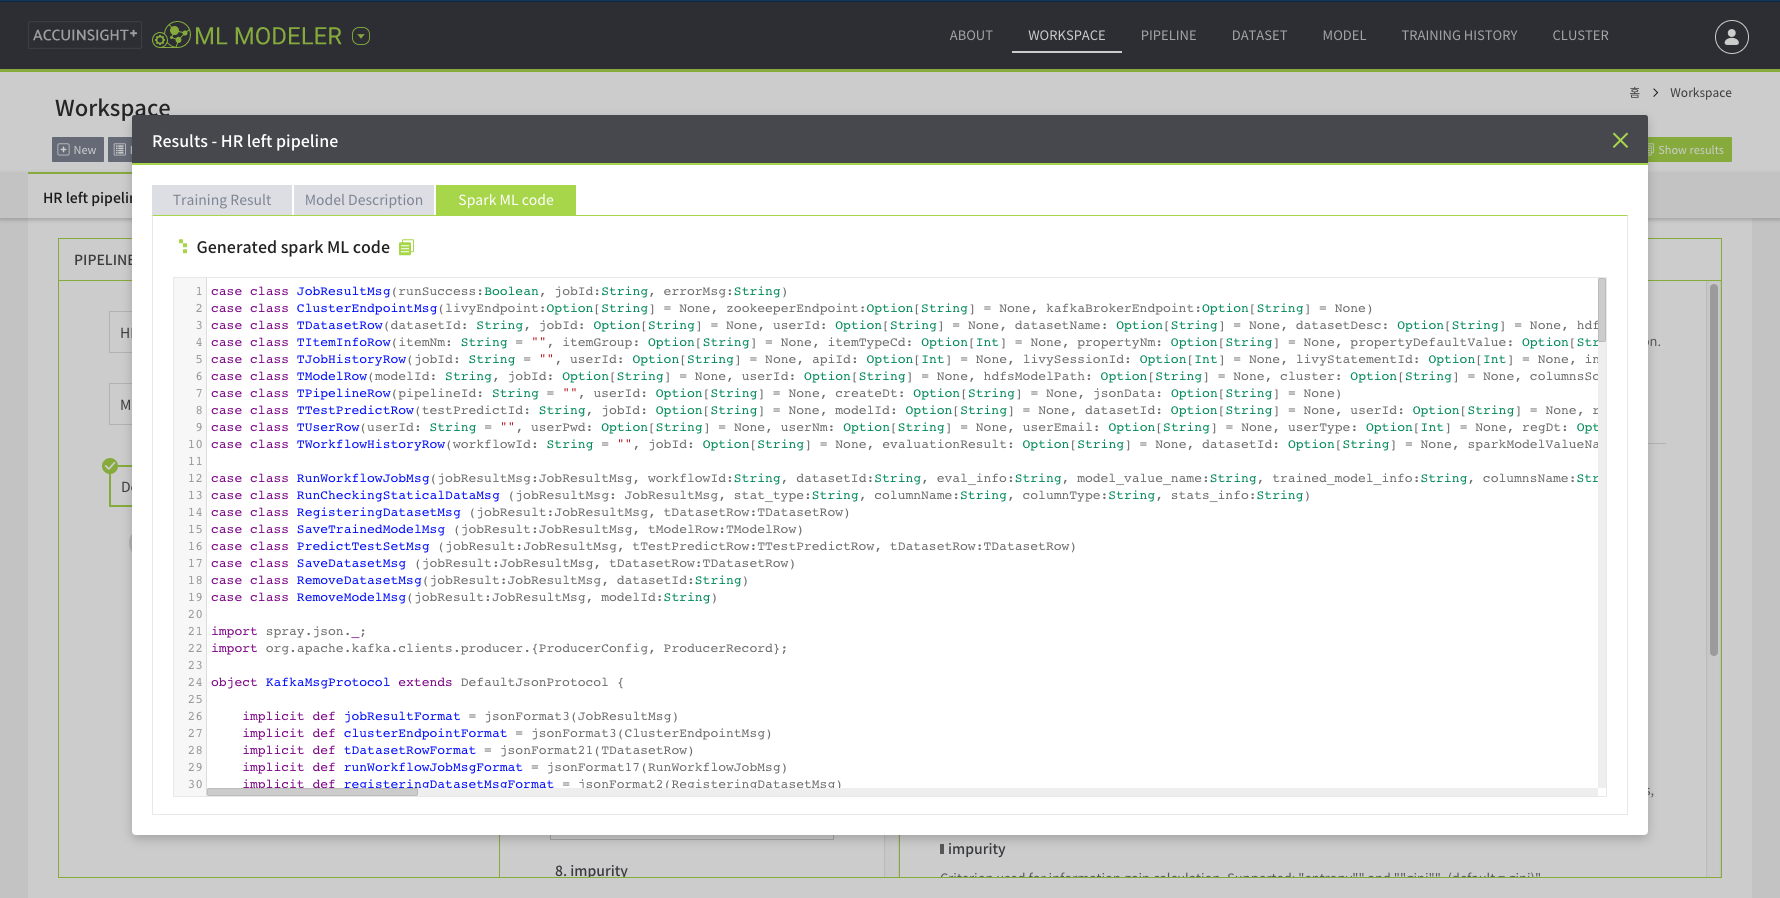 ACCUINSIGHT+ ML MODELER
ABOUT WORKSPACE PIPELINE DATASET MODEL TRAINING HISTORY CLUSTER
홈 > Workspace
Workspace
New
Show results
HR left pipelin
PIPELINE
Results - HR left pipeline
Training Result Model Description Spark ML code
Generated spark ML code
1 case class JobResultMsg(runSuccess:Boolean, jobId:String, errorMsg:String)
2 case class ClusterEndpointMsg(livyEndpoint:Option[String] = None, zookeeperEndpoint:Option[String] = None, kafkaBrokerEndpoint:Option[String] = None)
3 case class TDatasetRow(datasetId: String, jobId: Option[String] = None, userId: Option[String] = None, datasetName: Option[String] = None, datasetDesc: Option[String] = None, hdf
4 case class TItemInfoRow(itemNm: String = "", itemGroup: Option[String] = None, itemTypeCd: Option[Int] = None, propertyNm: Option[String] = None, propertyDefaultValue: Option[Str
5 case class TJobHistoryRow(jobId: String = "", userId: Option[String] = None, apiId: Option[Int] = None, livySessionId: Option[Int] = None, livyStatementId: Option[Int] = None, in
6 case class TModelRow(modelId: String, jobId: Option[String] = None, userId: Option[String] = None, hdfsModelPath: Option[String] = None, cluster: Option[String] = None, columnsSc
7 case class TPipelineRow(pipelineId: String = "", userId: Option[String] = None, createDt: Option[String] = None, jsonData: Option[String] = None)
8 case class TTestPredictRow(testPredictId: String, jobId: Option[String] = None, modelId: Option[String] = None, datasetId: Option[String] = None, userId: Option[String] = None, r
9 case class TUserRow(userId: String = "", userPwd: Option[String] = None, userNm: Option[String] = None, userEmail: Option[String] = None, userType: Option[Int] = None, regDt: Opt
10 case class TWorkflowHistoryRow(workflowId: String = "", jobId: Option[String] = None, evaluationResult: Option[String] = None, datasetId: Option[String] = None, sparkModelValueNa
11
12 case class RunWorkflowJobMsg(jobResultMsg:JobResultMsg, workflowId:String, datasetId:String, eval_info:String, model_value_name:String, trained_model_info:String, columnsName:Str
13 case class RunCheckingStaticalDataMsg (jobResultMsg: JobResultMsg, stat_type:String, columnName:String, columnType:String, stats_info:String)
14 case class RegisteringDatasetMsg (jobResult:JobResultMsg, tDatasetRow:TDatasetRow)
15 case class SaveTrainedModelMsg (jobResult:JobResultMsg, tModelRow:TModelRow)
16 case class PredictTestSetMsg (jobResult:JobResultMsg, tTestPredictRow:TTestPredictRow, tDatasetRow:TDatasetRow)
17 case class SaveDatasetMsg (jobResult:JobResultMsg, tDatasetRow:TDatasetRow)
18 case class RemoveDatasetMsg(jobResult:JobResultMsg, datasetId:String)
19 case class RemoveModelMsg(jobResult:JobResultMsg, modelId:String)
20
21 import spray.json._;
22 import org.apache.kafka.clients.producer.{ProducerConfig, ProducerRecord};
23
24 object KafkaMsgProtocol extends DefaultJsonProtocol {
25
26 implicit def jobResultFormat = jsonFormat3(JobResultMsg)
27 implicit def clusterEndpointFormat = jsonFormat3(ClusterEndpointMsg)
28 implicit def tDatasetRowFormat = jsonFormat21(TDatasetRow)
29 implicit def runWorkflowJobMsgFormat = jsonFormat17(RunWorkflowJobMsg)
30 implicit def registeringDatasetMsgFormat = jsonFormat2(RegisteringDatasetMsg)
8. impurity
impurity
Criterion used for information gain calculation. Supported: "entropy"" and ""gini"". (default = gini)"